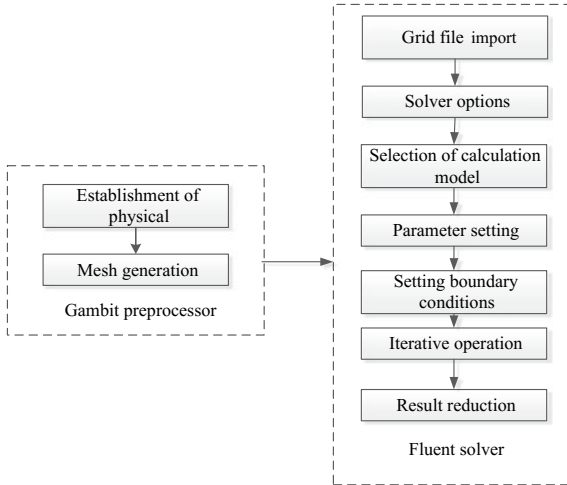 Establishment of
physical
Mesh generation
Gambit preprocessor
Grid file import
Solver options
Selection of calculation
model
Parameter setting
Setting boundary
conditions
Iterative operation
Result reduction
Fluent solver